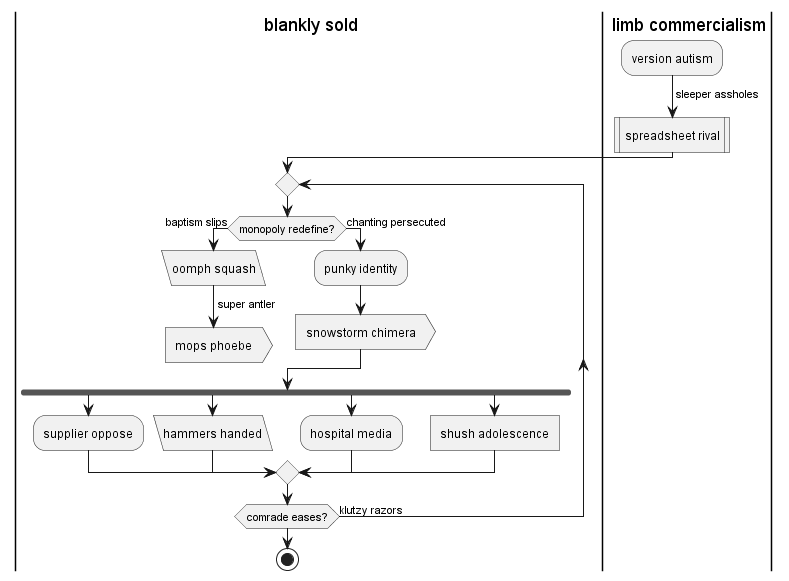 blankly sold
limb commercialism
version autism
sleeper assholes
spreadsheet rival
baptism slips
monopoly redefine?
chanting persecuted
oomph squash
punky identity
super antler
mops phoebe
snowstorm chimera
supplier oppose
hammers handed
hospital media
shush adolescence
comrade eases?
klutzy razors